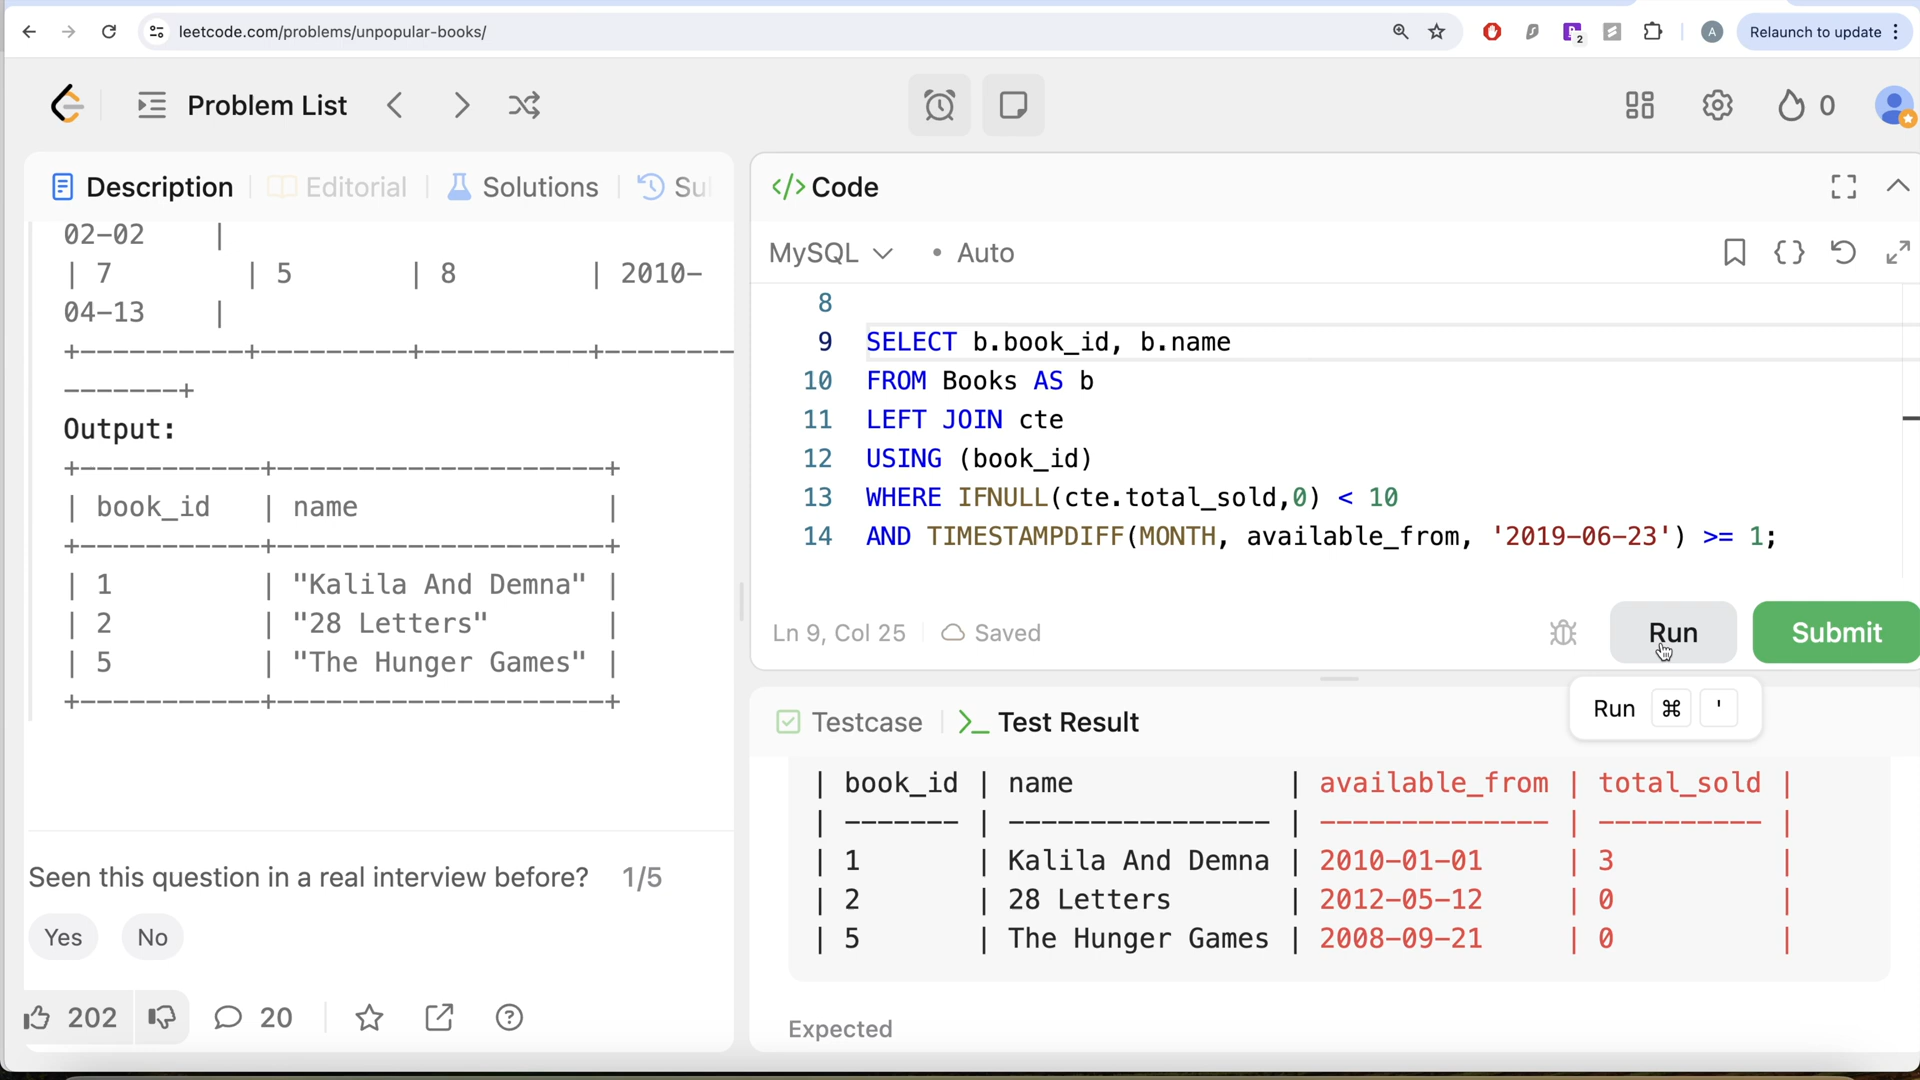 leetcode.com/problems/unpopular-books/
2
A
Relaunch to update
Problem List
0
Description
Editorial
Solutions
Su
02-02 |
| 7 | 5 | 8 | 2010-
04-13 |
+-----------+---------+-----------+--------
--------+
Output:
+------------+---------------------+
| book_id | name |
+------------+---------------------+
| 1 | "Kalila And Demna" |
| 2 | "28 Letters" |
| 5 | "The Hunger Games" |
+------------+---------------------+
Seen this question in a real interview before? 1/5
Yes
No
202
20
</> Code
MySQL
• Auto
8
9 SELECT b.book_id, b.name
10 FROM Books AS b
11 LEFT JOIN cte
12 USING (book_id)
13 WHERE IFNULL(cte.total_sold,0) < 10
14 AND TIMESTAMPDIFF(MONTH, available_from, '2019-06-23') >= 1;
Ln 9, Col 25
Saved
Run
Submit
Run ⌘ '
Testcase
>_ Test Result
| book_id | name | available_from | total_sold |
| ------- | ---------------- | -------------- | ---------- |
| 1 | Kalila And Demna | 2010-01-01 | 3 |
| 2 | 28 Letters | 2012-05-12 | 0 |
| 5 | The Hunger Games | 2008-09-21 | 0 |
Expected